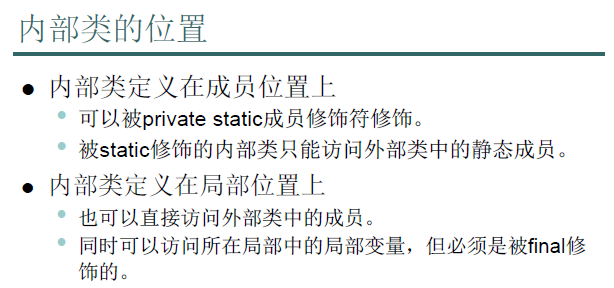 内部类的位置
● 内部类定义在成员位置上
• 可以被private static成员修饰符修饰。
• 被static修饰的内部类只能访问外部类中的静态成员。
● 内部类定义在局部位置上
• 也可以直接访问外部类中的成员。
• 同时可以访问所在局部中的局部变量，但必须是被final修
饰的。